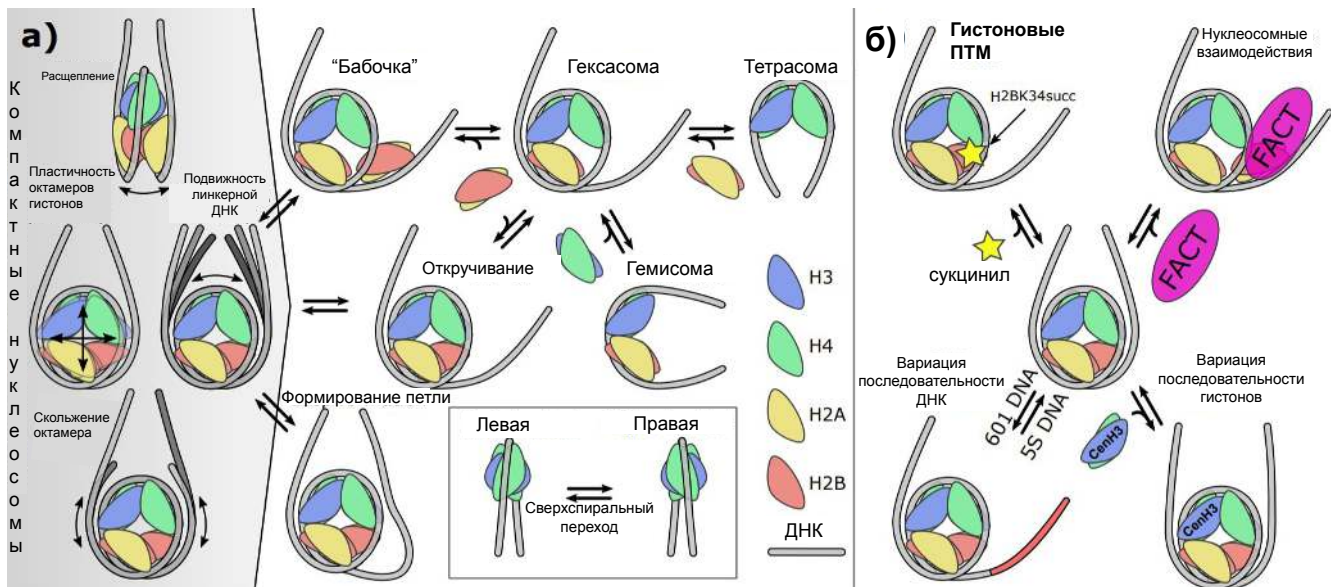 а)
Компактные нуклеосомы
Расщепление
Пластичность
октамеров
гистонов
Подвижность
линкерной
ДНК
Скольжение
октамера
“Бабочка”
Гексасома
Тетрасома
Откручивание
Гемисома
Формирование петли
Левая
Правая
Сверхспиральный
переход
H3
H4
H2A
H2B
ДНК
б)
Гистоновые
ПТМ
H2BK34succ
Нуклеосомные
взаимодействия
FACT
сукцинил
FACT
Вариация
последовательности
ДНК
601 DNA
5S DNA
Вариация
последовательности
гистонов
CenH3
CenH3